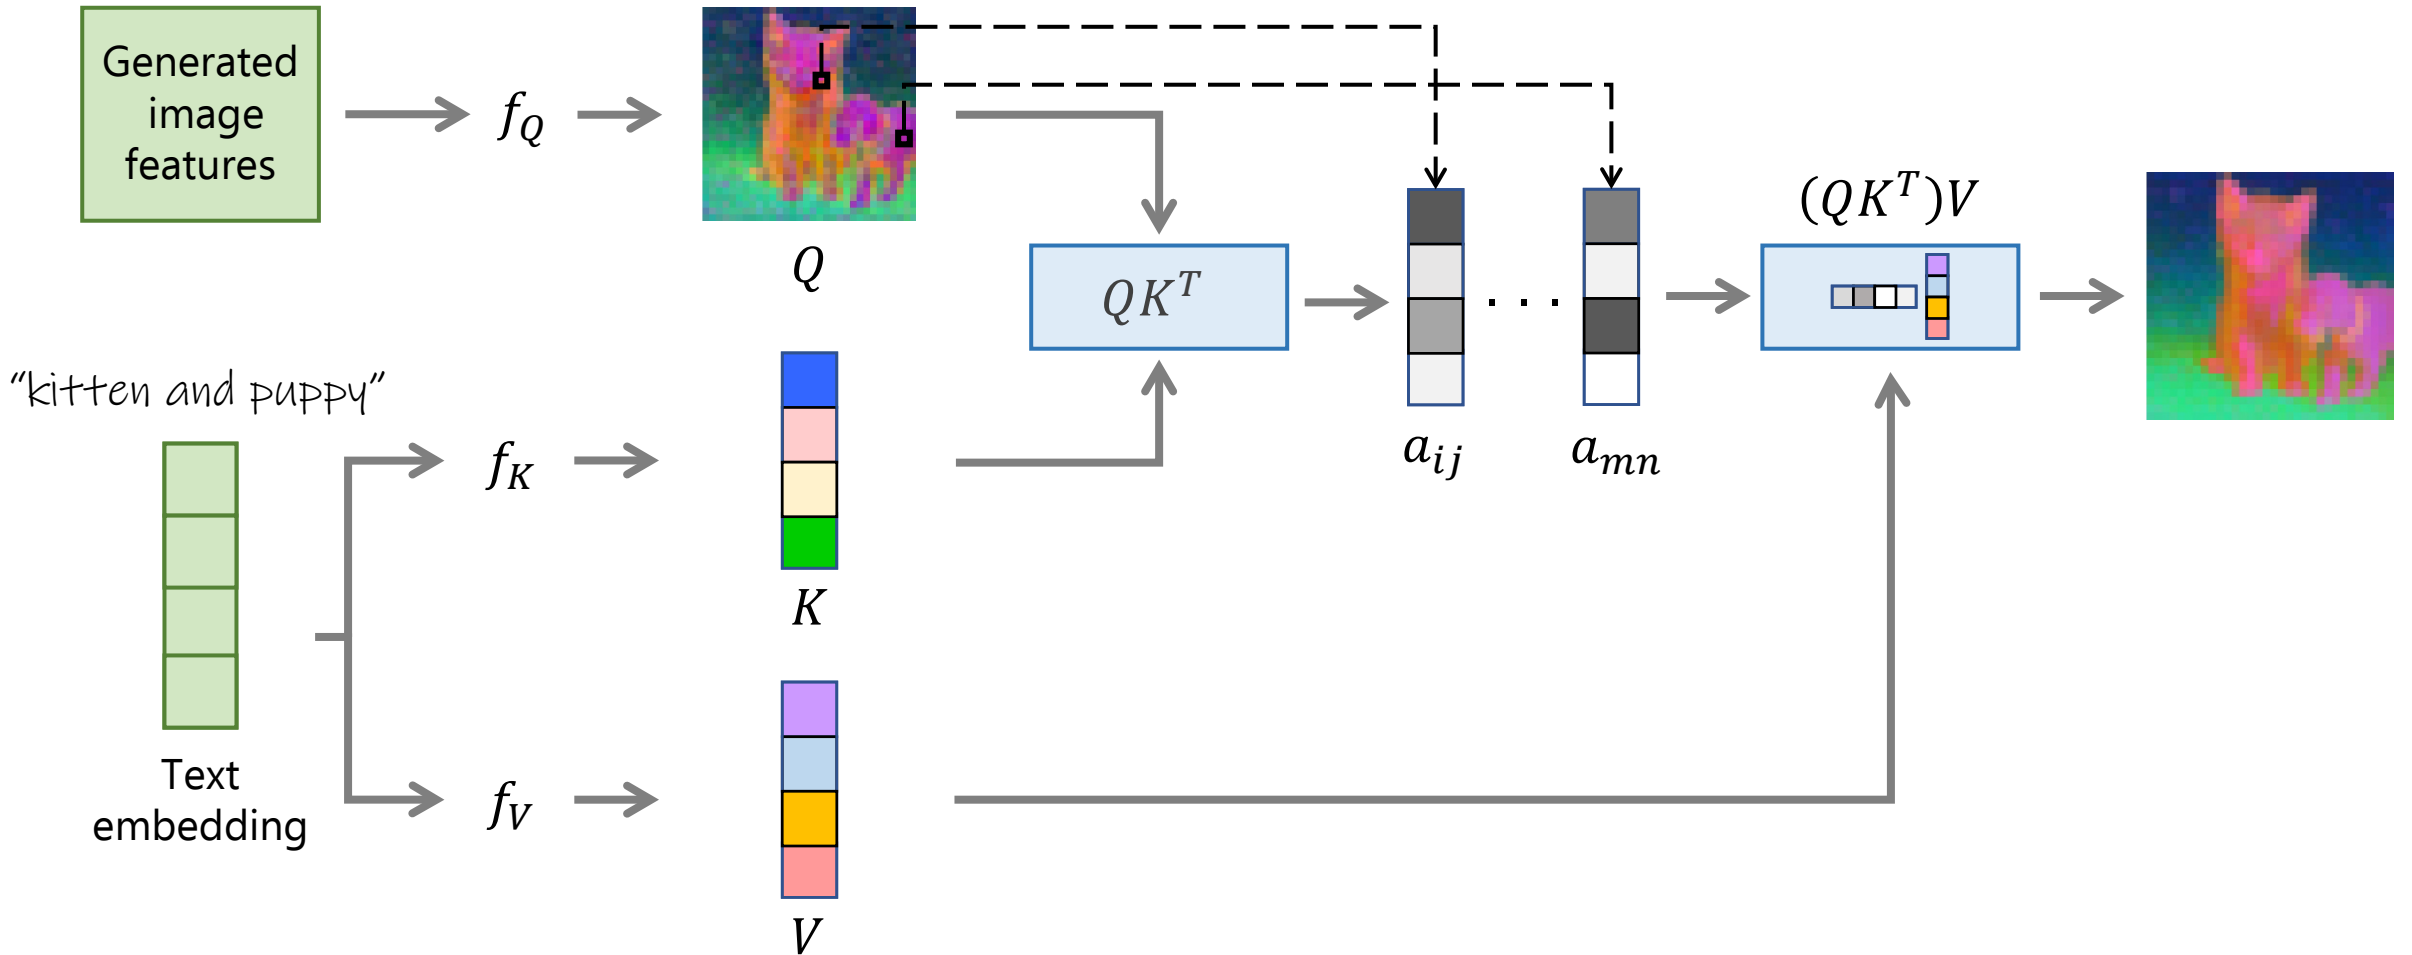 Generated
image
features
f_Q
Q
QK^T
(QK^T)V
· · ·
a_ij
a_mn
“kitten and puppy”
f_K
K
Text
embedding
f_V
V